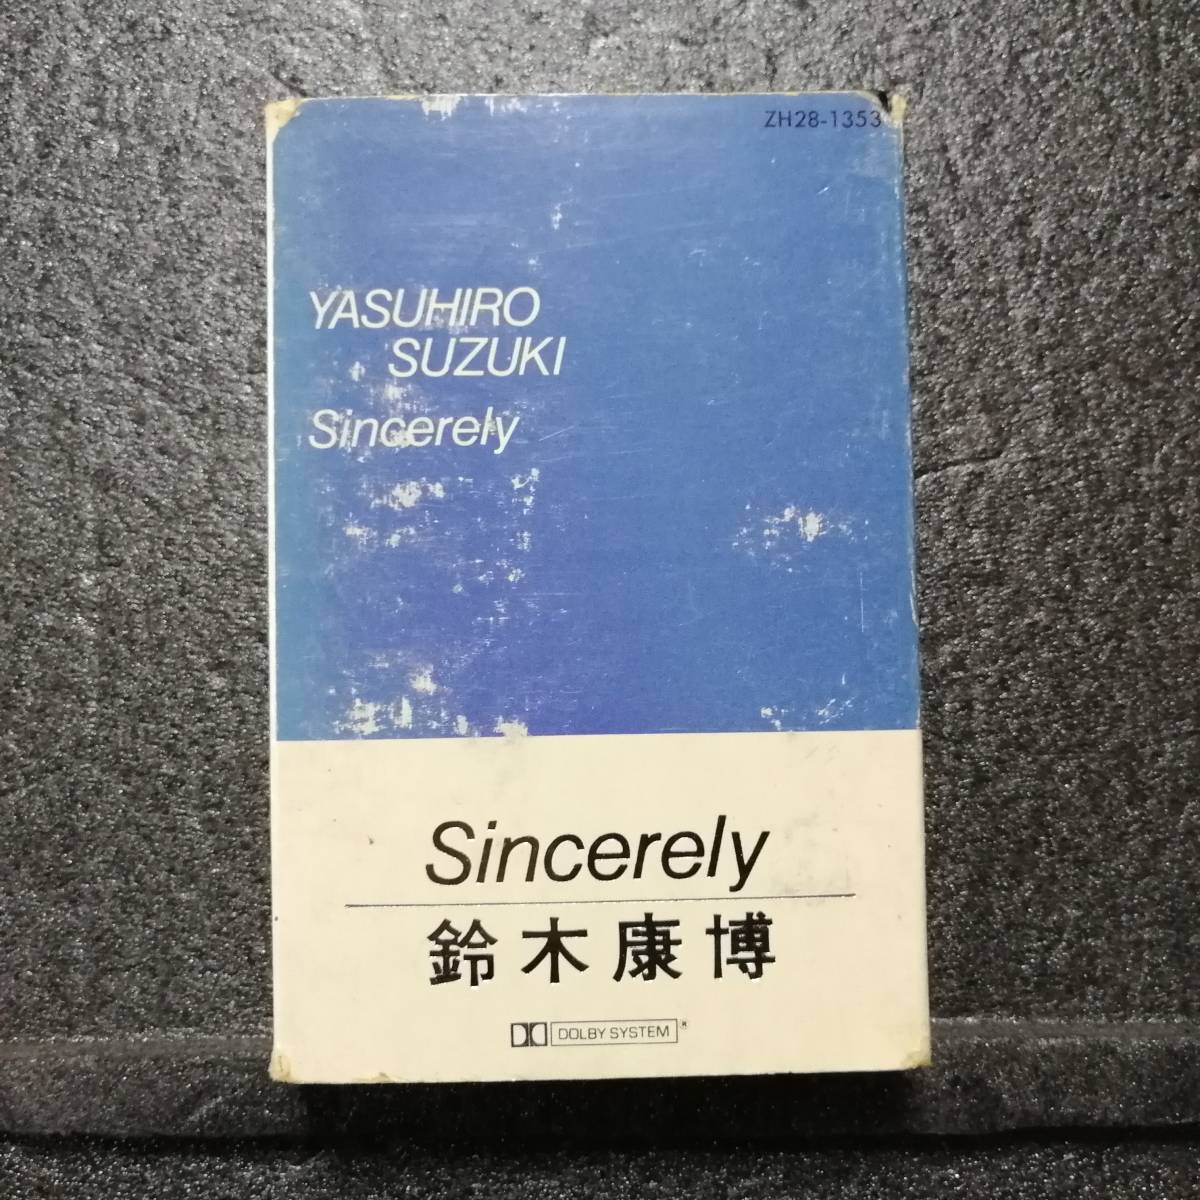 ZH28-1353
YASUHIRO
SUZUKI
Sincerely
Sincerely
鈴木康博
DOLBY SYSTEM®